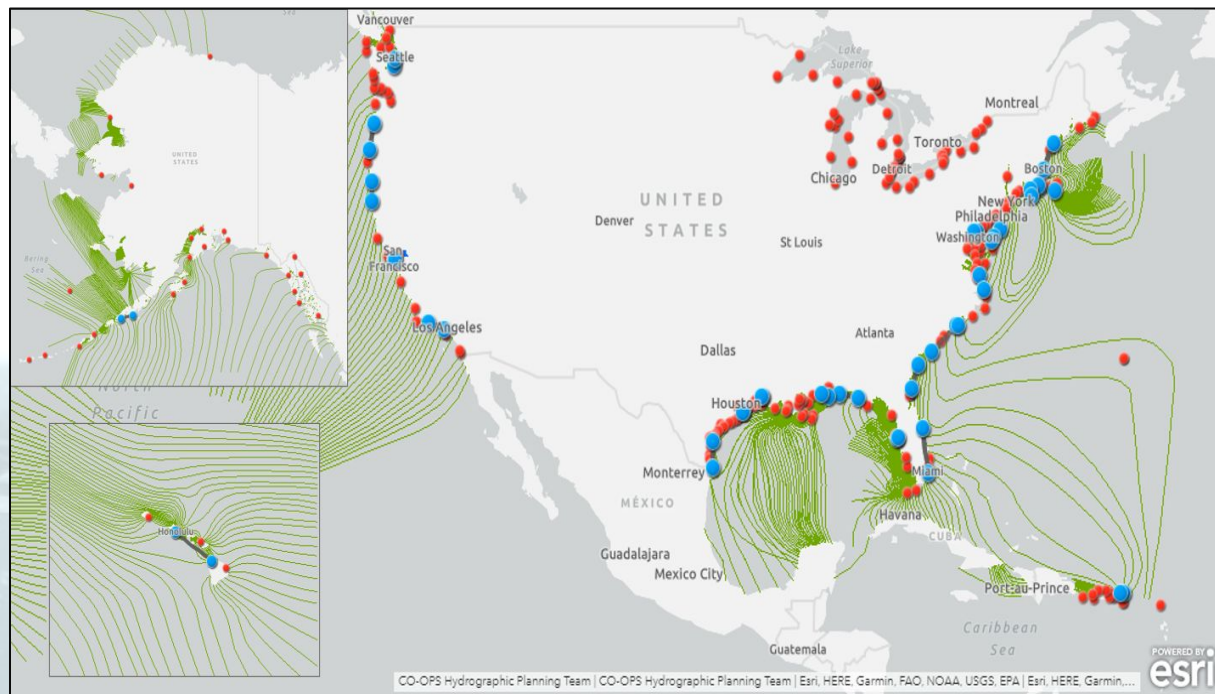 Sea
Vancouver
Seattle
Lake
Superior
Montreal
Toronto
Detroit
Chicago
Boston
New York
Philadelphia
Washington
UNITED
STATES
Denver
St Louis
San
Francisco
Los Angeles
Atlanta
Dallas
Houston
Monterrey
MÉXICO
Miami
Havana
CUBA
Guadalajara
Mexico City
Port-au-Prince
Caribbean
Sea
Guatemala
UNITED
STATES
Bering
Sea
North
Pacific
Honolulu
CO-OPS Hydrographic Planning Team | CO-OPS Hydrographic Planning Team | Esri, HERE, Garmin, FAO, NOAA, USGS, EPA | Esri, HERE, Garmin,...
POWERED BY
esri